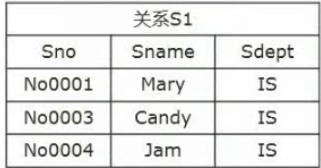 关系S1
Sno Sname Sdept
No0001 Mary IS
No0003 Candy IS
No0004 Jam IS